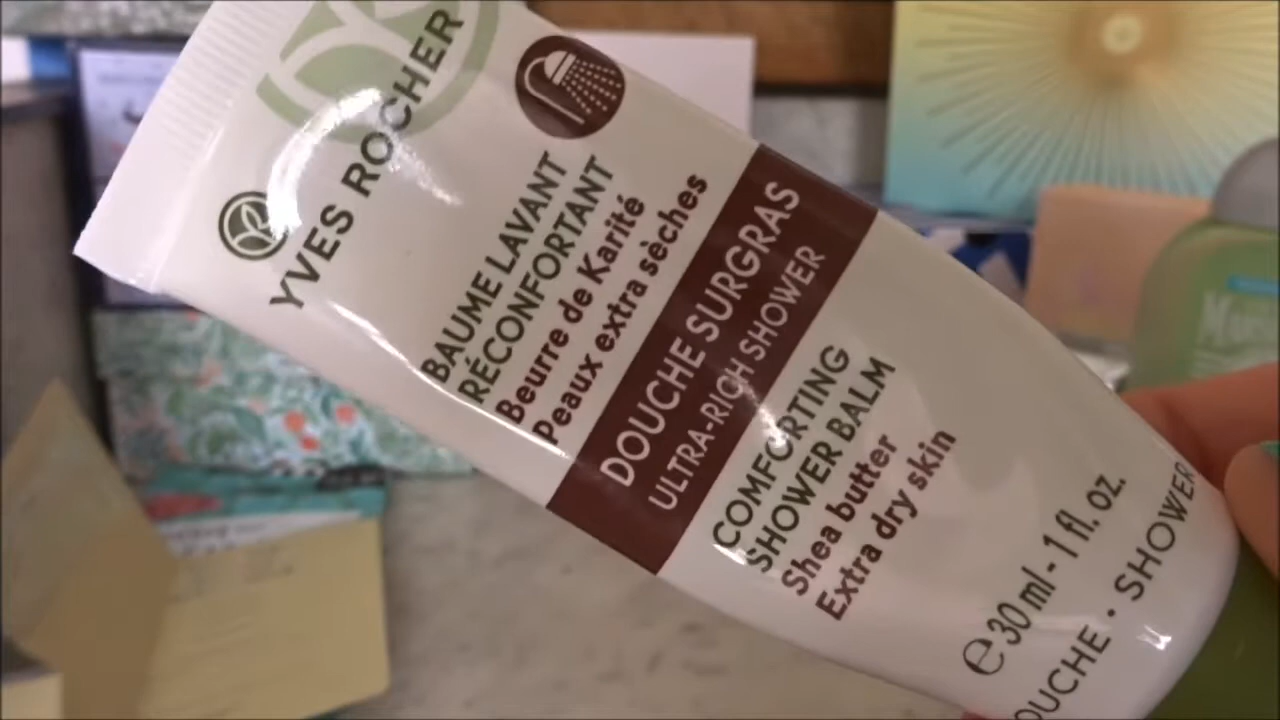 YVES ROCHER
BAUME LAVANT
RÉCONFORTANT
Beurre de Karité
Peaux extra sèches
DOUCHE SURGRAS
ULTRA-RICH SHOWER
COMFORTING
SHOWER BALM
Shea butter
Extra dry skin
℮ 30 ml - 1 fl. oz.
OUCHE • SHOWER